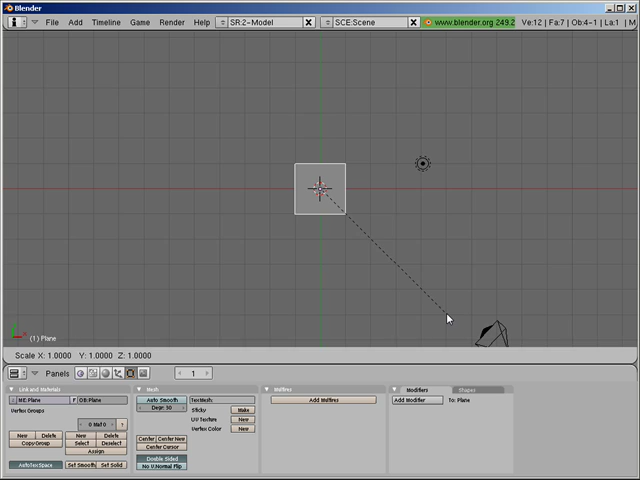 Blender
File Add Timeline Game Render Help SR:2-Model SCE:Scene www.blender.org 249.2 Ve:12 | Fa:7 | Ob:4-1 | La:1 | M
(1) Plane
Scale X: 1.0000 Y: 1.0000 Z: 1.0000
Panels 1
Link and Materials Mesh Multires Modifiers Shapes
ME:Plane F OB:Plane Auto Smooth TexMesh: Add Multires Add Modifier To: Plane
Vertex Groups Degr: 30 Sticky Make
0 Mat 0 ? UV Texture New
New Delete New Delete Vertex Color New
Copy Group Select Deselect Center Center New
Assign Center Cursor
Double Sided
AutoTexSpace Set Smooth Set Solid No V.Normal Flip